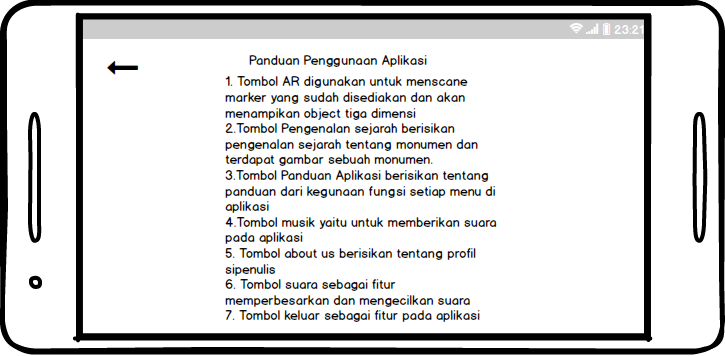 23:21
Panduan Penggunaan Aplikasi
1. Tombol AR digunakan untuk menscane
marker yang sudah disediakan dan akan
menampikan object tiga dimensi
2.Tombol Pengenalan sejarah berisikan
pengenalan sejarah tentang monumen dan
terdapat gambar sebuah monumen.
3.Tombol Panduan Aplikasi berisikan tentang
panduan dari kegunaan fungsi setiap menu di
aplikasi
4.Tombol musik yaitu untuk memberikan suara
pada aplikasi
5. Tombol about us berisikan tentang profil
sipenulis
6. Tombol suara sebagai fitur
memperbesarkan dan mengecilkan suara
7. Tombol keluar sebagai fitur pada aplikasi